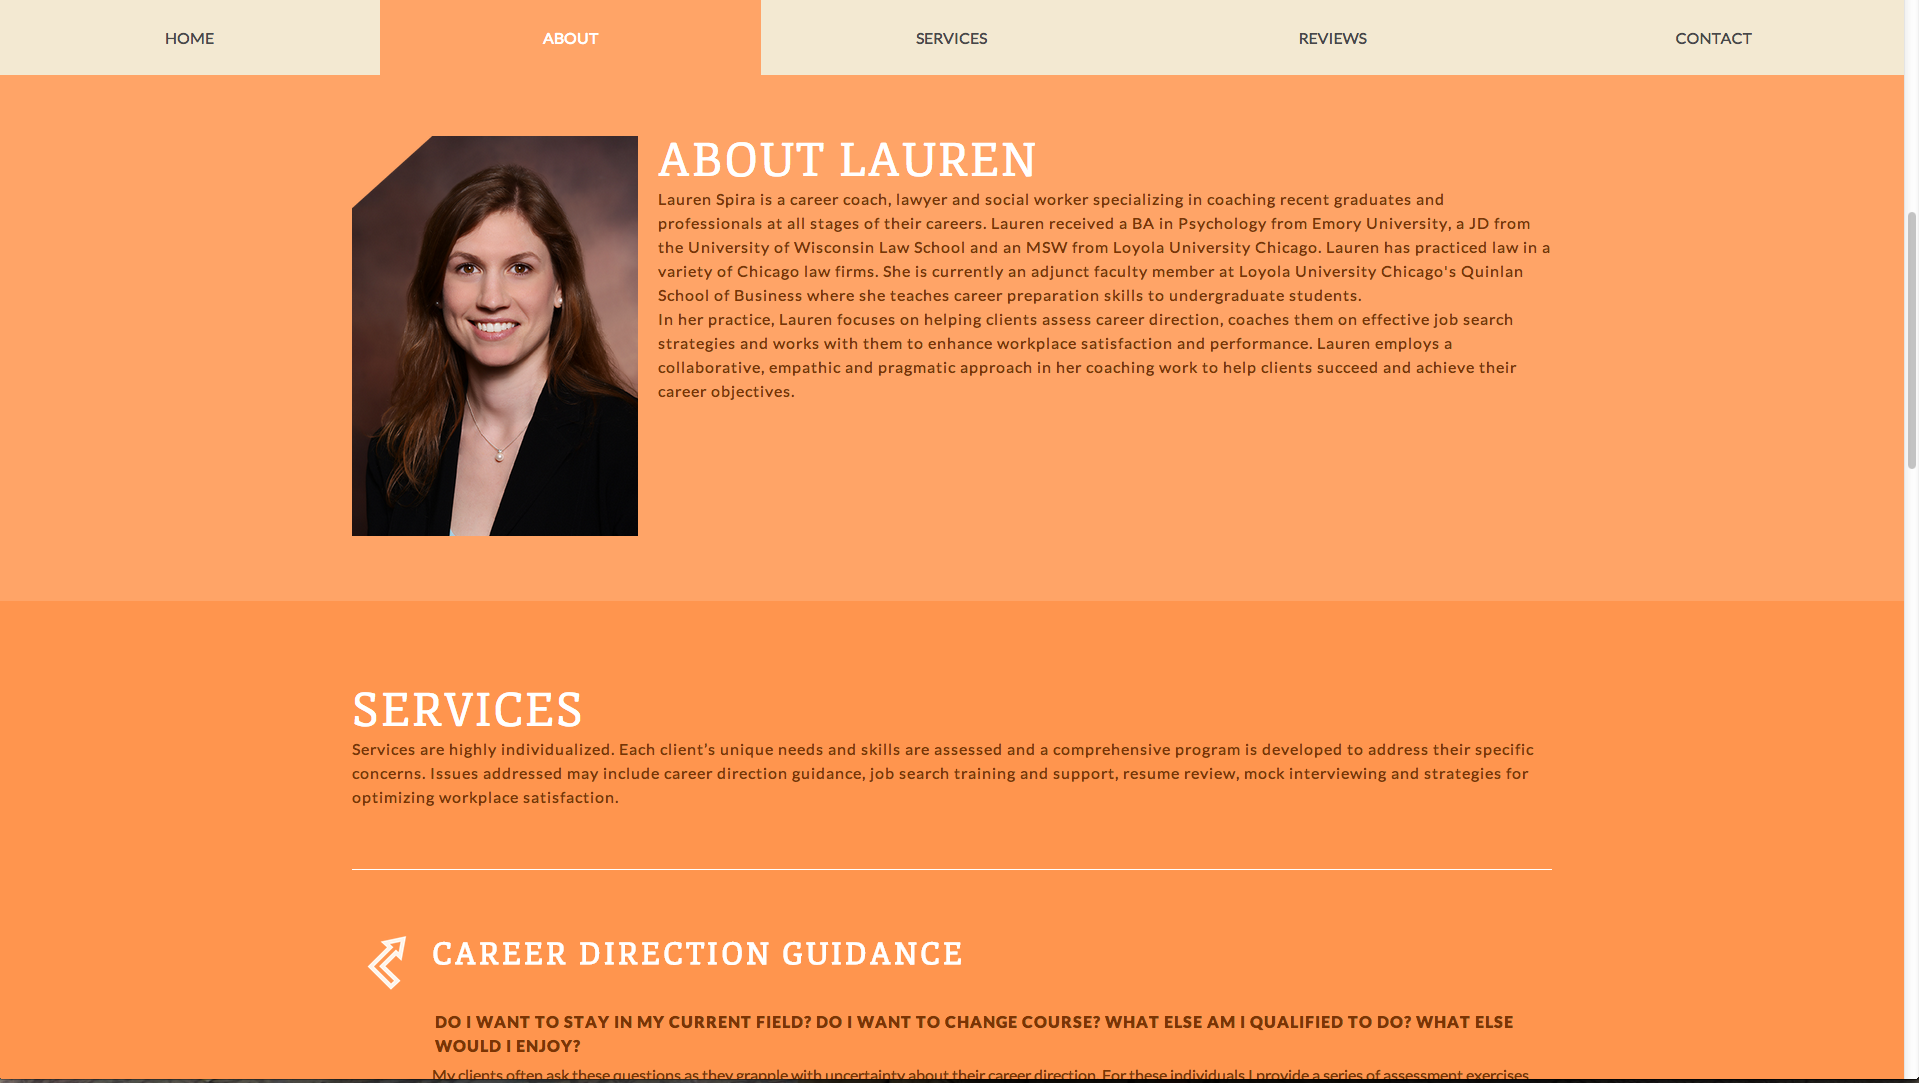 HOME
ABOUT
SERVICES
REVIEWS
CONTACT
ABOUT LAUREN
Lauren Spira is a career coach, lawyer and social worker specializing in coaching recent graduates and
professionals at all stages of their careers. Lauren received a BA in Psychology from Emory University, a JD from
the University of Wisconsin Law School and an MSW from Loyola University Chicago. Lauren has practiced law in a
variety of Chicago law firms. She is currently an adjunct faculty member at Loyola University Chicago's Quinlan
School of Business where she teaches career preparation skills to undergraduate students.
In her practice, Lauren focuses on helping clients assess career direction, coaches them on effective job search
strategies and works with them to enhance workplace satisfaction and performance. Lauren employs a
collaborative, empathic and pragmatic approach in her coaching work to help clients succeed and achieve their
career objectives.
SERVICES
Services are highly individualized. Each client’s unique needs and skills are assessed and a comprehensive program is developed to address their specific
concerns. Issues addressed may include career direction guidance, job search training and support, resume review, mock interviewing and strategies for
optimizing workplace satisfaction.
CAREER DIRECTION GUIDANCE
DO I WANT TO STAY IN MY CURRENT FIELD? DO I WANT TO CHANGE COURSE? WHAT ELSE AM I QUALIFIED TO DO? WHAT ELSE
WOULD I ENJOY?
My clients often ask these questions as they grapple with uncertainty about their career direction. For these individuals I provide a series of assessment exercises